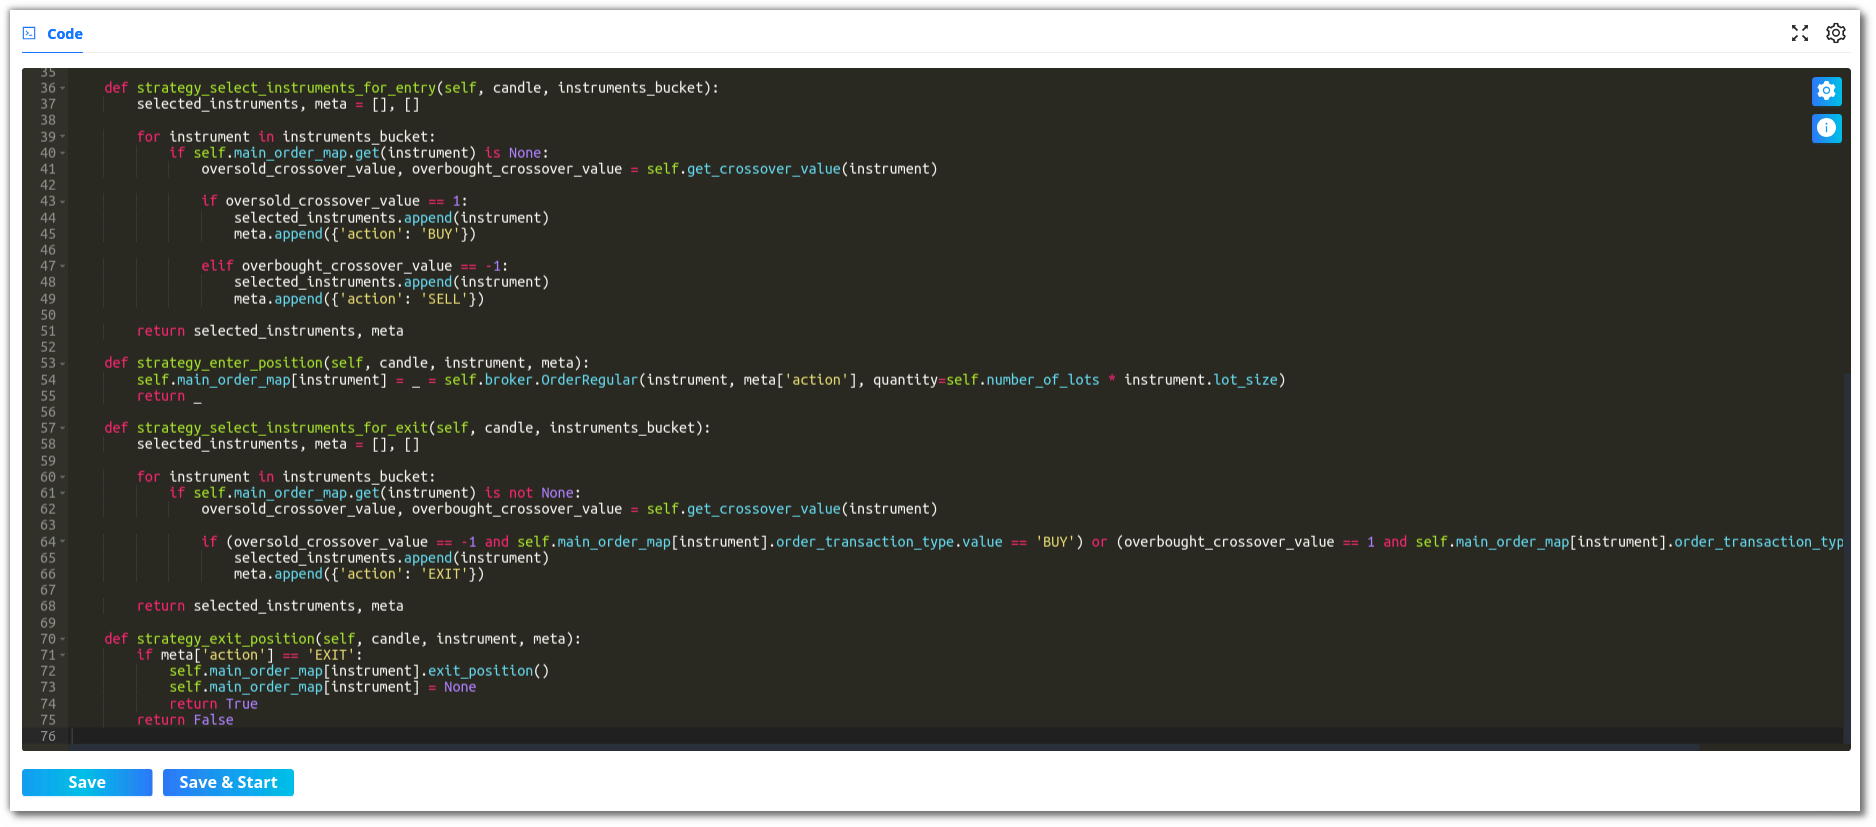 Code
35
36 def strategy_select_instruments_for_entry(self, candle, instruments_bucket):
37 selected_instruments, meta = [], []
38
39 for instrument in instruments_bucket:
40 if self.main_order_map.get(instrument) is None:
41 oversold_crossover_value, overbought_crossover_value = self.get_crossover_value(instrument)
42
43 if oversold_crossover_value == 1:
44 selected_instruments.append(instrument)
45 meta.append({'action': 'BUY'})
46
47 elif overbought_crossover_value == -1:
48 selected_instruments.append(instrument)
49 meta.append({'action': 'SELL'})
50
51 return selected_instruments, meta
52
53 def strategy_enter_position(self, candle, instrument, meta):
54 self.main_order_map[instrument] = _ = self.broker.OrderRegular(instrument, meta['action'], quantity=self.number_of_lots * instrument.lot_size)
55 return _
56
57 def strategy_select_instruments_for_exit(self, candle, instruments_bucket):
58 selected_instruments, meta = [], []
59
60 for instrument in instruments_bucket:
61 if self.main_order_map.get(instrument) is not None:
62 oversold_crossover_value, overbought_crossover_value = self.get_crossover_value(instrument)
63
64 if (oversold_crossover_value == -1 and self.main_order_map[instrument].order_transaction_type.value == 'BUY') or (overbought_crossover_value == 1 and self.main_order_map[instrument].order_transaction_typ
65 selected_instruments.append(instrument)
66 meta.append({'action': 'EXIT'})
67
68 return selected_instruments, meta
69
70 def strategy_exit_position(self, candle, instrument, meta):
71 if meta['action'] == 'EXIT':
72 self.main_order_map[instrument].exit_position()
73 self.main_order_map[instrument] = None
74 return True
75 return False
76
Save Save & Start